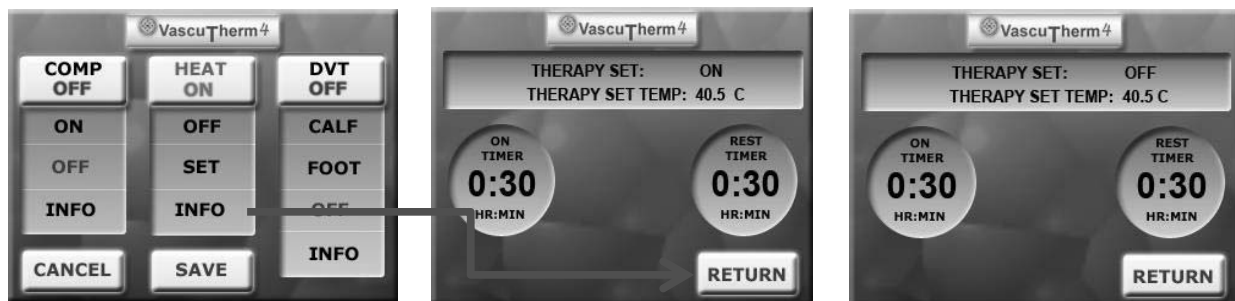 VascuTherm4
COMP
OFF
ON
OFF
INFO
CANCEL
HEAT
ON
OFF
SET
INFO
SAVE
DVT
OFF
CALF
FOOT
OFF
INFO
VascuTherm4
THERAPY SET: ON
THERAPY SET TEMP: 40.5 C
ON
TIMER
0:30
HR:MIN
REST
TIMER
0:30
HR:MIN
RETURN
VascuTherm4
THERAPY SET: OFF
THERAPY SET TEMP: 40.5 C
ON
TIMER
0:30
HR:MIN
REST
TIMER
0:30
HR:MIN
RETURN